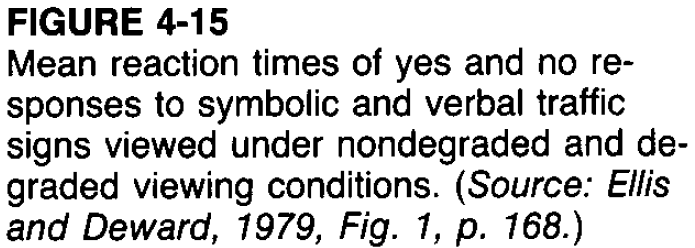 FIGURE 4-15
Mean reaction times of yes and no re-
sponses to symbolic and verbal traffic
signs viewed under nondegraded and de-
graded viewing conditions. (Source: Ellis
and Deward, 1979, Fig. 1, p. 168.)